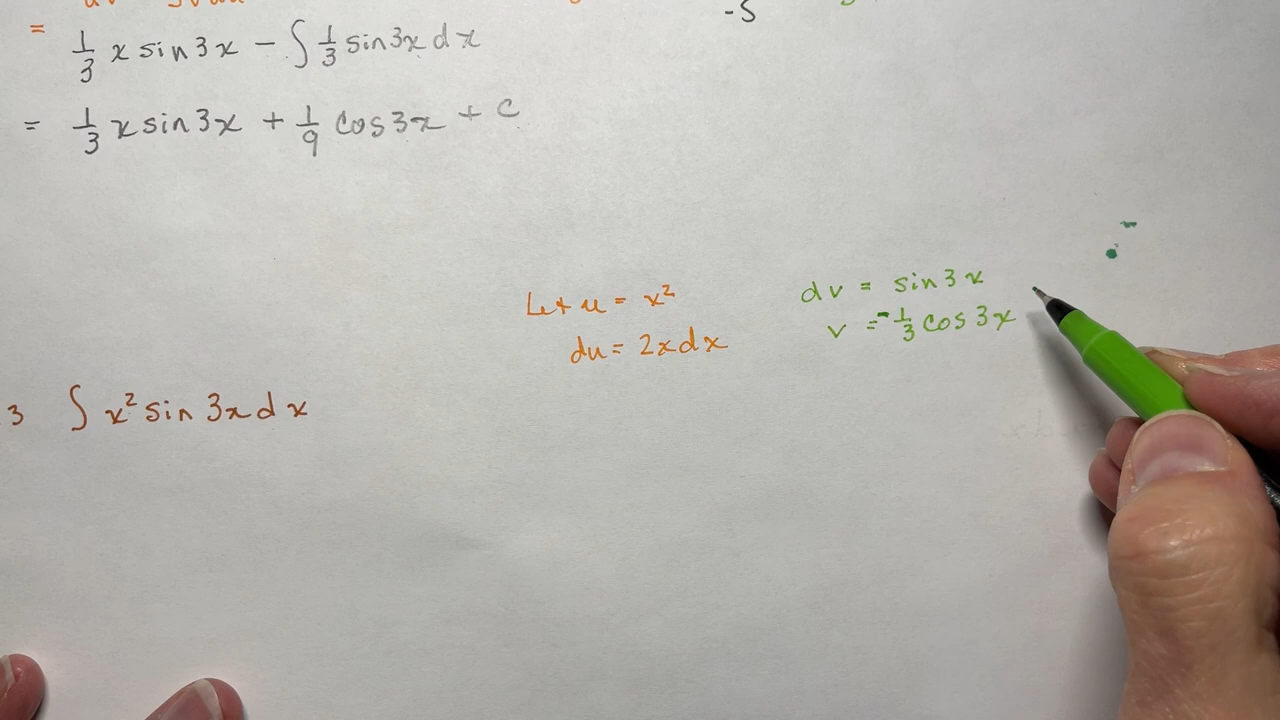 -S
= 1/3 x sin 3x - ∫ 1/3 sin 3x dx
= 1/3 x sin 3x + 1/9 cos 3x + c
Let u = x² dv = sin 3x
du = 2x dx v = -1/3 cos 3x
3 ∫ x² sin 3x dx